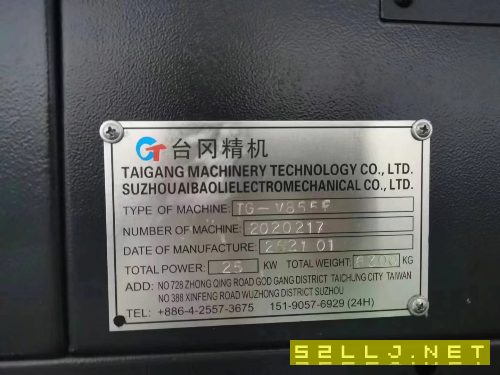 GT 台冈精机
TAIGANG MACHINERY TECHNOLOGY CO., LTD.
SUZHOUAIBAOLIELECTROMECHANICAL CO., LTD.
TYPE OF MACHINE:
NUMBER OF MACHINE: 2020217
DATE OF MANUFACTURE: 2521 01
TOTAL POWER: 25 KW TOTAL WEIGHT: KG
ADD: NO 728 ZHONG QING ROAD GOD GANG DISTRICT TAICHUNG CITY TAIWAN
NO 388 XINFENG ROAD WUZHONG DISTRICT SUZHOU
TEL: +886-4-2557-3675 151-9057-6929 (24H)
52LLJ.NET